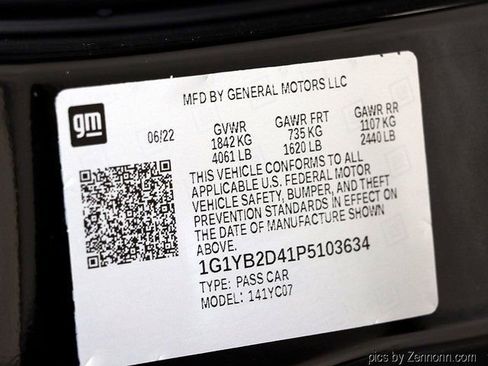 MFD BY GENERAL MOTORS LLC
gm
06/22
GVWR GAWR FRT GAWR RR
1842 KG 735 KG 1107 KG
4061 LB 1620 LB 2440 LB
THIS VEHICLE CONFORMS TO ALL
APPLICABLE U.S. FEDERAL MOTOR
VEHICLE SAFETY, BUMPER, AND THEFT
PREVENTION STANDARDS IN EFFECT ON
THE DATE OF MANUFACTURE SHOWN
ABOVE.
1G1YB2D41P5103634
TYPE: PASS CAR
MODEL: 141YC07
pics by Zennonn.com